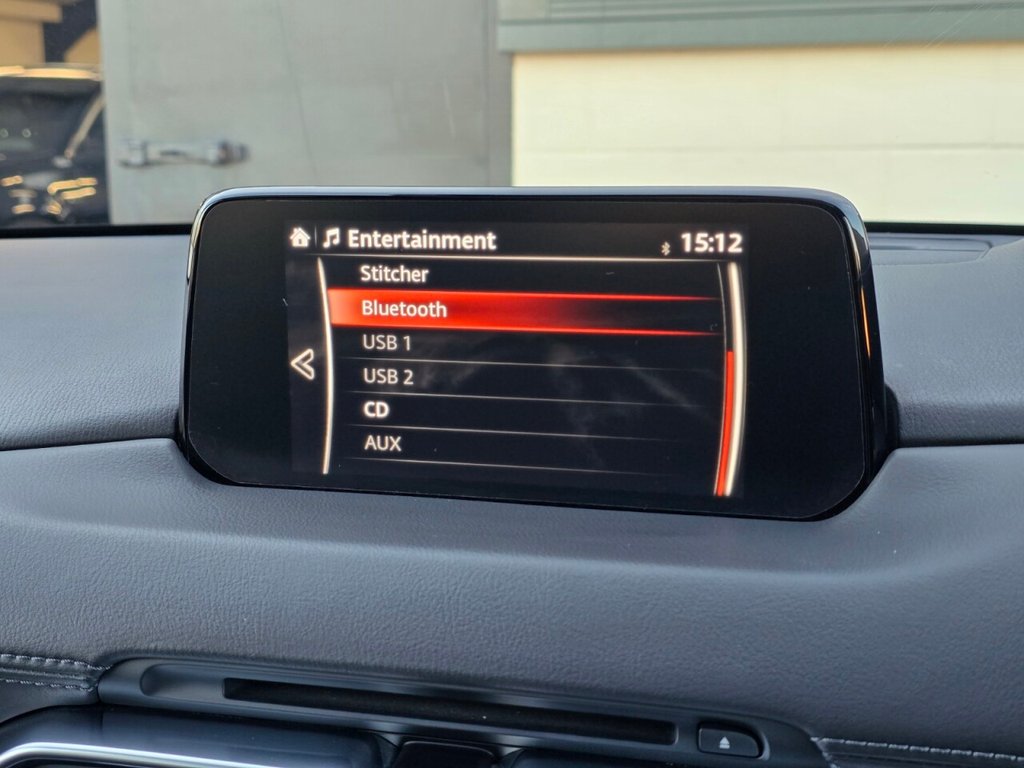 Entertainment 15:12
Stitcher
Bluetooth
USB 1
USB 2
CD
AUX